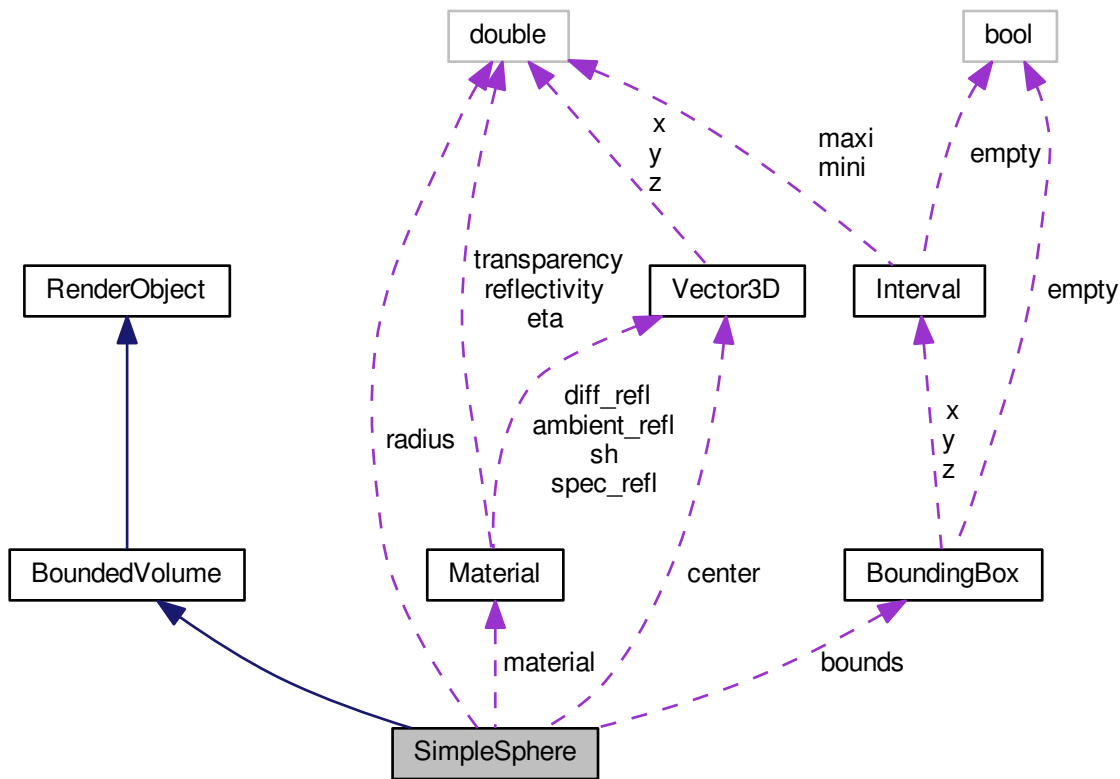 double
bool
x
y
z
maxi
mini
empty
transparency
reflectivity
eta
RenderObject
Vector3D
Interval
empty
diff_refl
ambient_refl
sh
spec_refl
x
y
z
radius
BoundedVolume
Material
center
BoundingBox
material
bounds
SimpleSphere